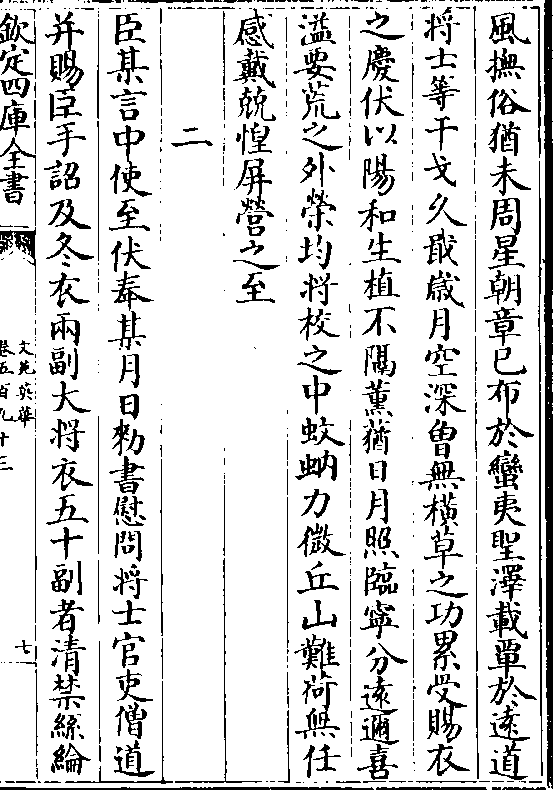 風撫俗猶未周星朝章已布於蠻夷聖澤載覃於遠道
將士等干戈久戢歲月空深曾無橫草之功累受賜衣
之慶伏以陽和生植不隔薰蕕日月照臨寧分遠邇喜
溢要荒之外榮均將校之中蚊蚋力微丘山難荷無任
感戴兢惶屏營之至
二
臣某言中使至伏奉某月日勑書慰問將士官吏僧道
并賜臣手詔及冬衣兩副大將衣五十副者清禁絲綸
欽定四庫全書
文苑英華
卷五百九十三
七